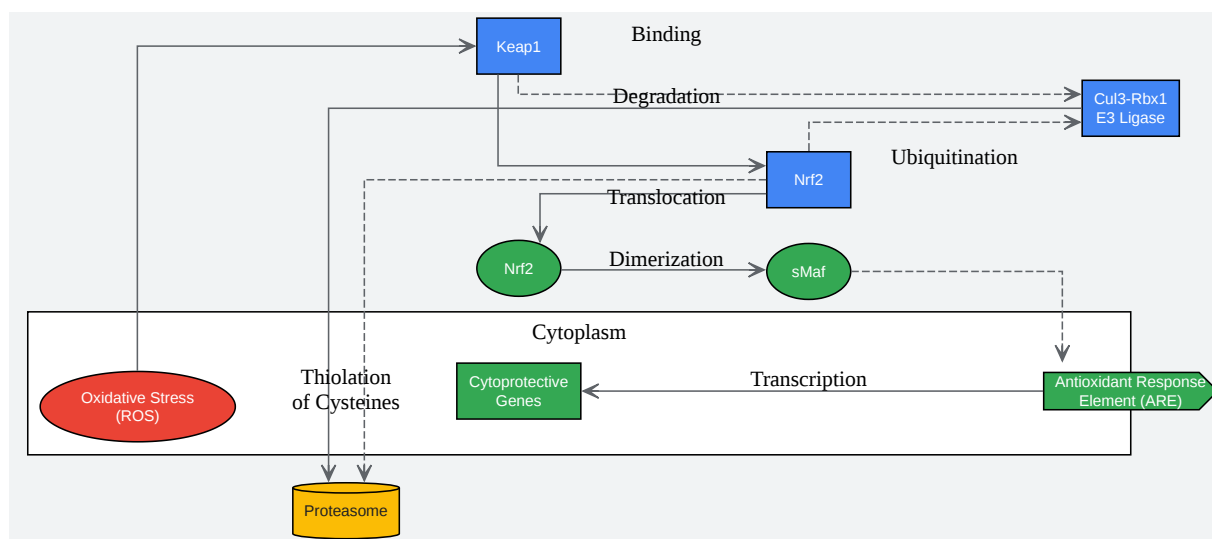 Binding
Keap1
Degradation
Cul3-Rbx1
E3 Ligase
Ubiquitination
Nrf2
Translocation
Nrf2
Dimerization
sMaf
Cytoplasm
Thiolation
of Cysteines
Oxidative Stress
(ROS)
Cytoprotective
Genes
Transcription
Antioxidant Response
Element (ARE)
Proteasome